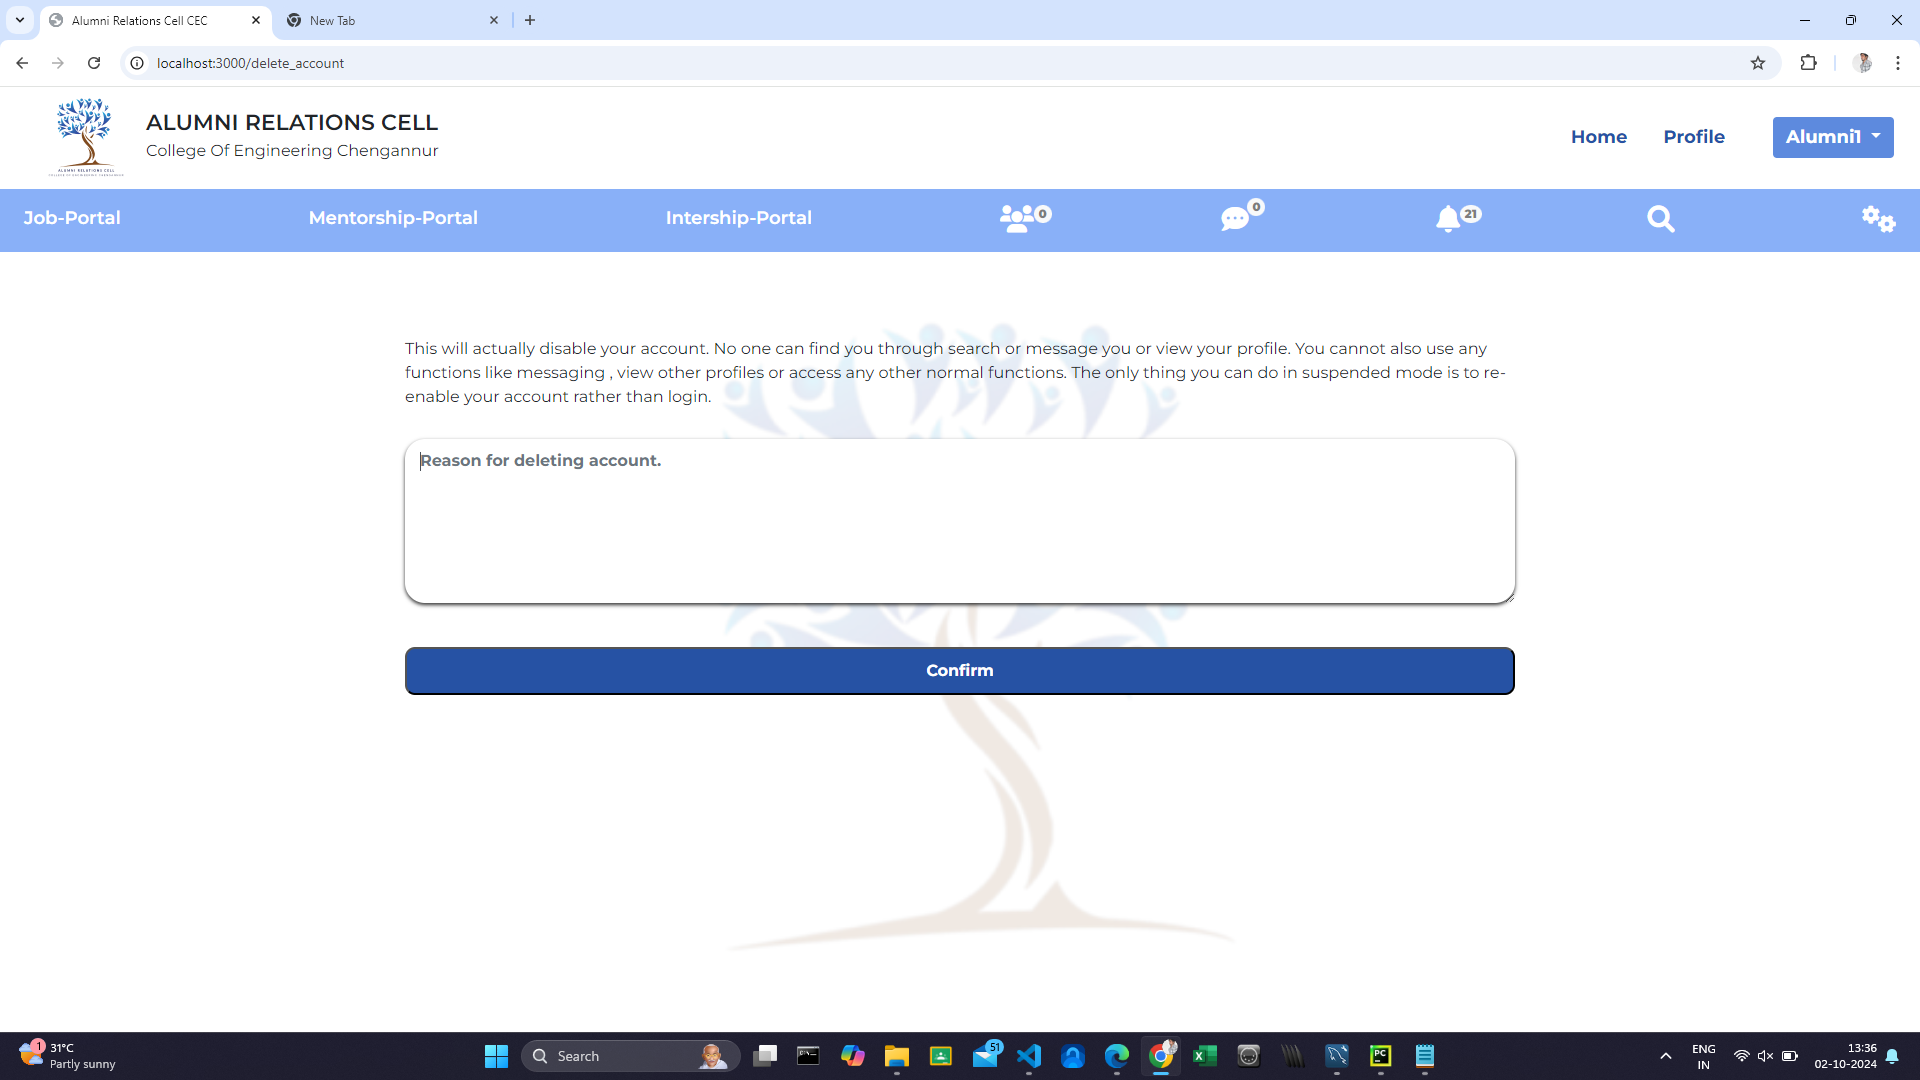 Alumni Relations Cell CEC
New Tab
localhost:3000/delete_account
ALUMNI RELATIONS CELL
College Of Engineering Chengannur
ALUMNI RELATIONS CELL
Home
Profile
Alumni1
Job-Portal
Mentorship-Portal
Intership-Portal
0
0
21
This will actually disable your account. No one can find you through search or message you or view your profile. You cannot also use any
functions like messaging , view other profiles or access any other normal functions. The only thing you can do in suspended mode is to re-
enable your account rather than login.
Reason for deleting account.
Confirm
1
31°C
Partly sunny
Search
51
PC
ENG
IN
13:36
02-10-2024